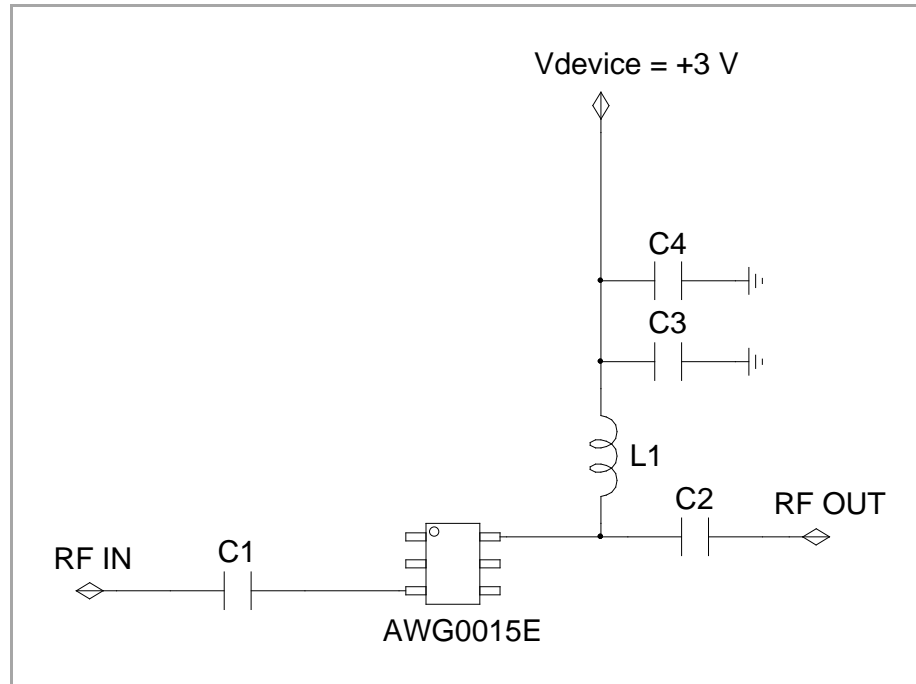 Vdevice = +3 V
C4
C3
L1
C2
RF OUT
C1
RF IN
AWG0015E